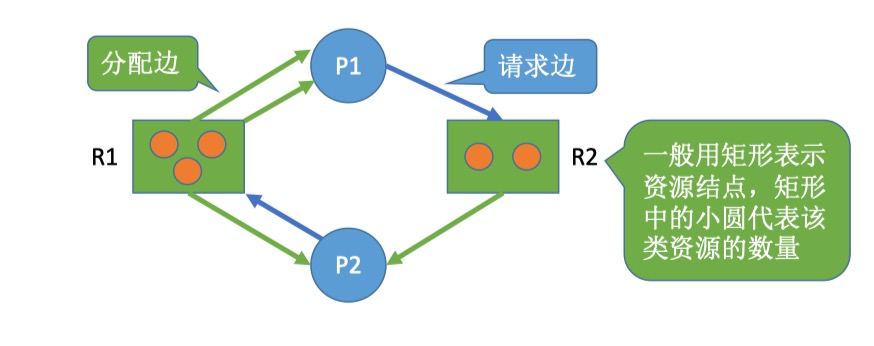 分配边
P1
请求边
R1
R2
一般用矩形表示
资源结点，矩形
中的小圆代表该
类资源的数量
P2